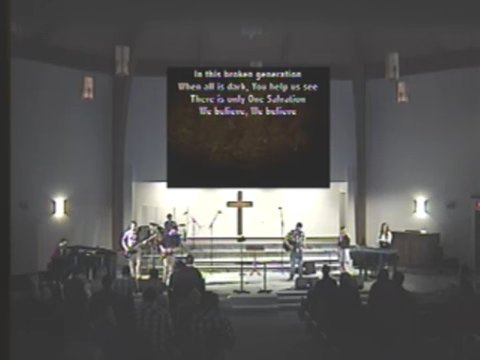 In this broken generation
When all is dark, You help us see
There is only One Salvation
We believe, We believe